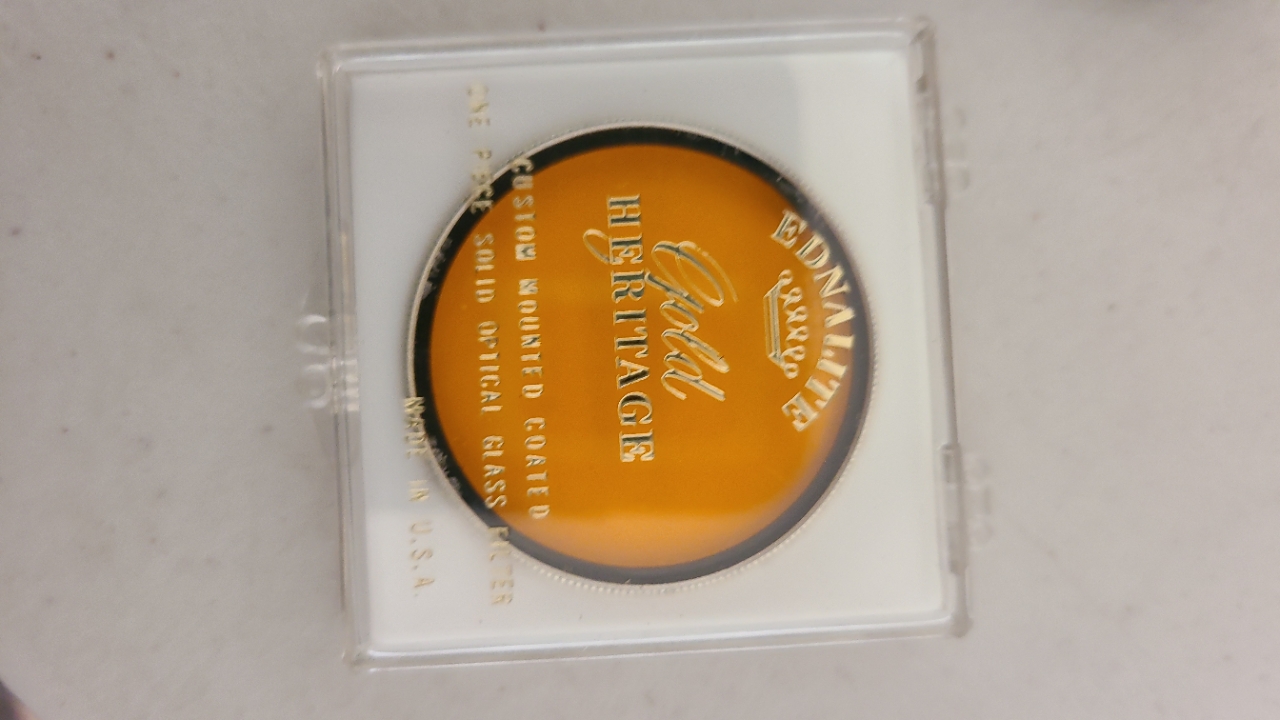 EDNALITE
Gold
HERITAGE
CUSTOM MOUNTED COATED
ONE PIECE SOLID OPTICAL GLASS FILTER
MADE IN U.S.A.